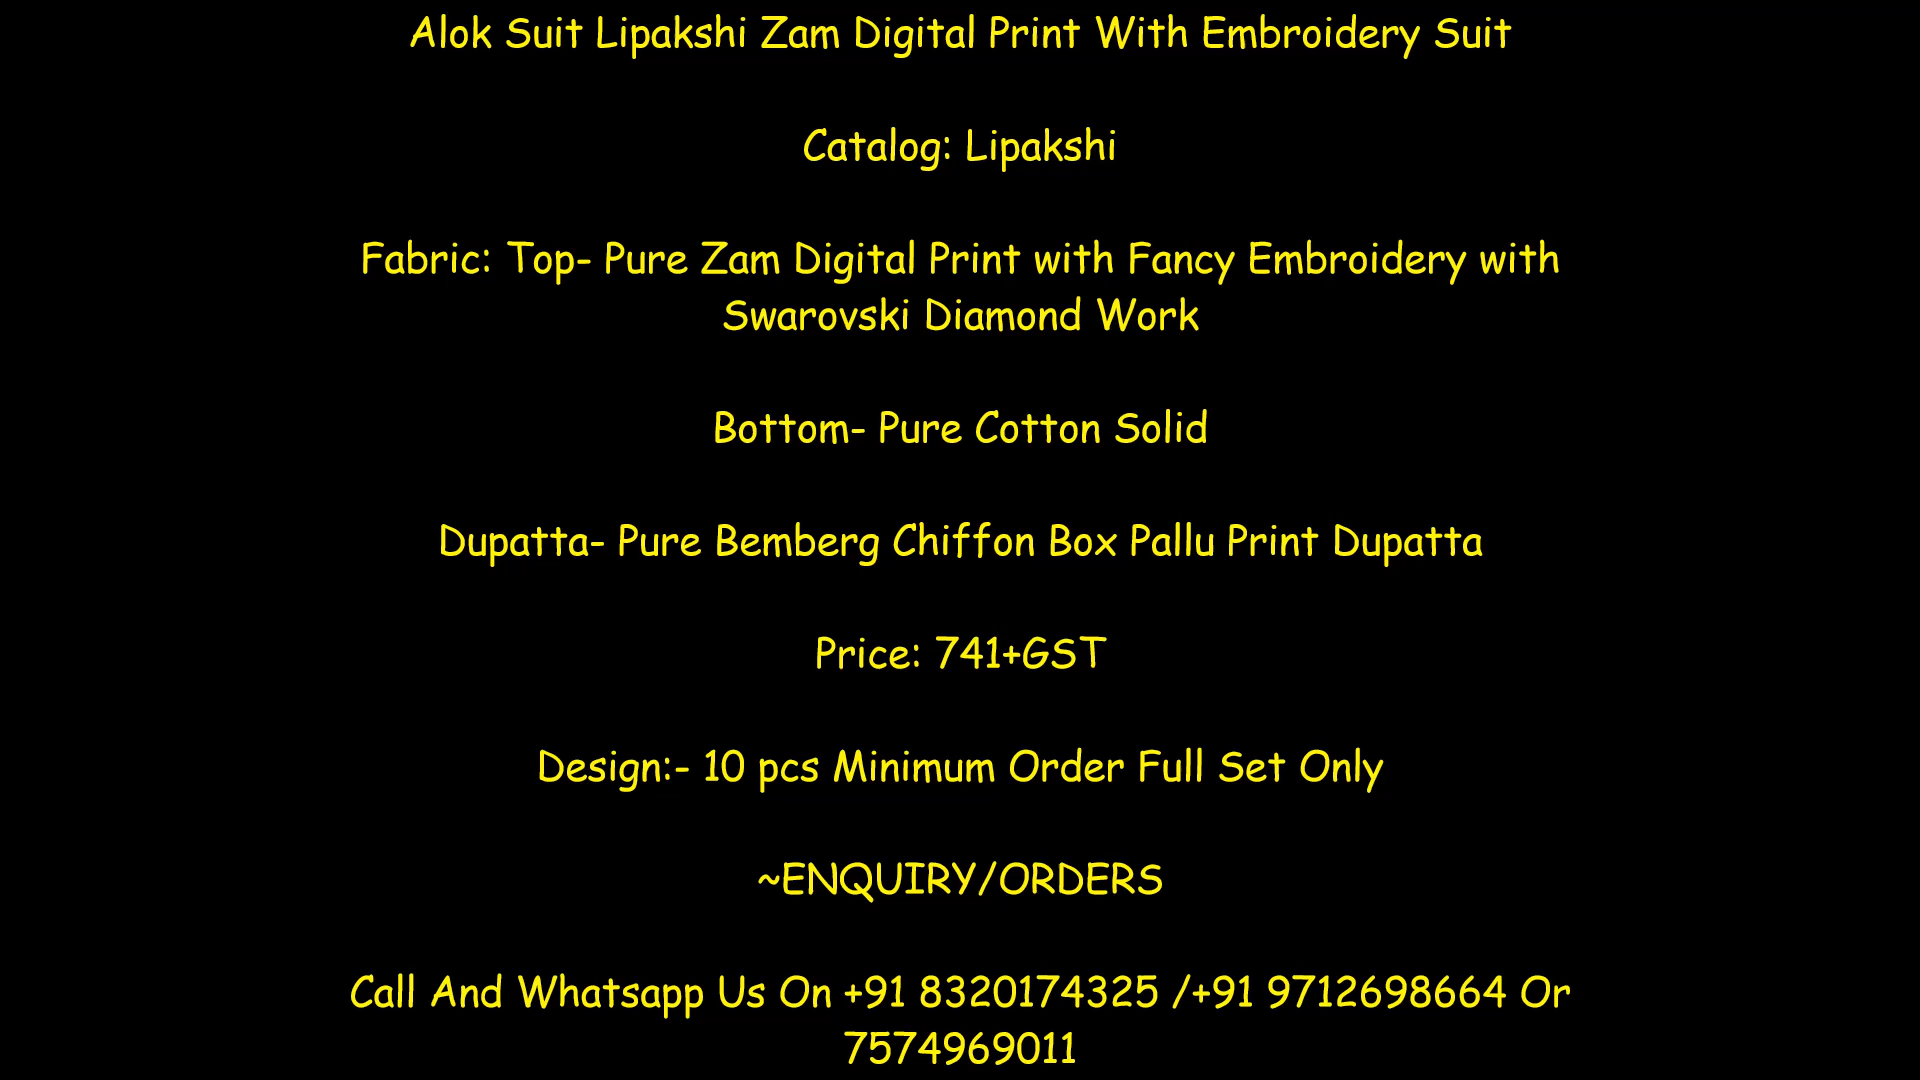 Alok Suit Lipakshi Zam Digital Print With Embroidery Suit
Catalog: Lipakshi
Fabric: Top- Pure Zam Digital Print with Fancy Embroidery with
Swarovski Diamond Work
Bottom- Pure Cotton Solid
Dupatta- Pure Bemberg Chiffon Box Pallu Print Dupatta
Price: 741+GST
Design:- 10 pcs Minimum Order Full Set Only
~ENQUIRY/ORDERS
Call And Whatsapp Us On +91 8320174325 /+91 9712698664 Or
7574969011